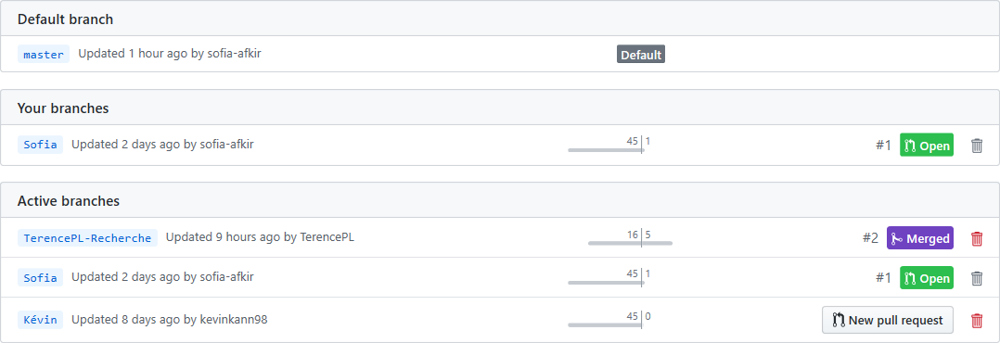 Default branch
master Updated 1 hour ago by sofia-afkir Default
Your branches
Sofia Updated 2 days ago by sofia-afkir 45 1 #1 Open
Active branches
TerencePL-Recherche Updated 9 hours ago by TerencePL 16 5 #2 Merged
Sofia Updated 2 days ago by sofia-afkir 45 1 #1 Open
Kévin Updated 8 days ago by kevinkann98 45 0 New pull request